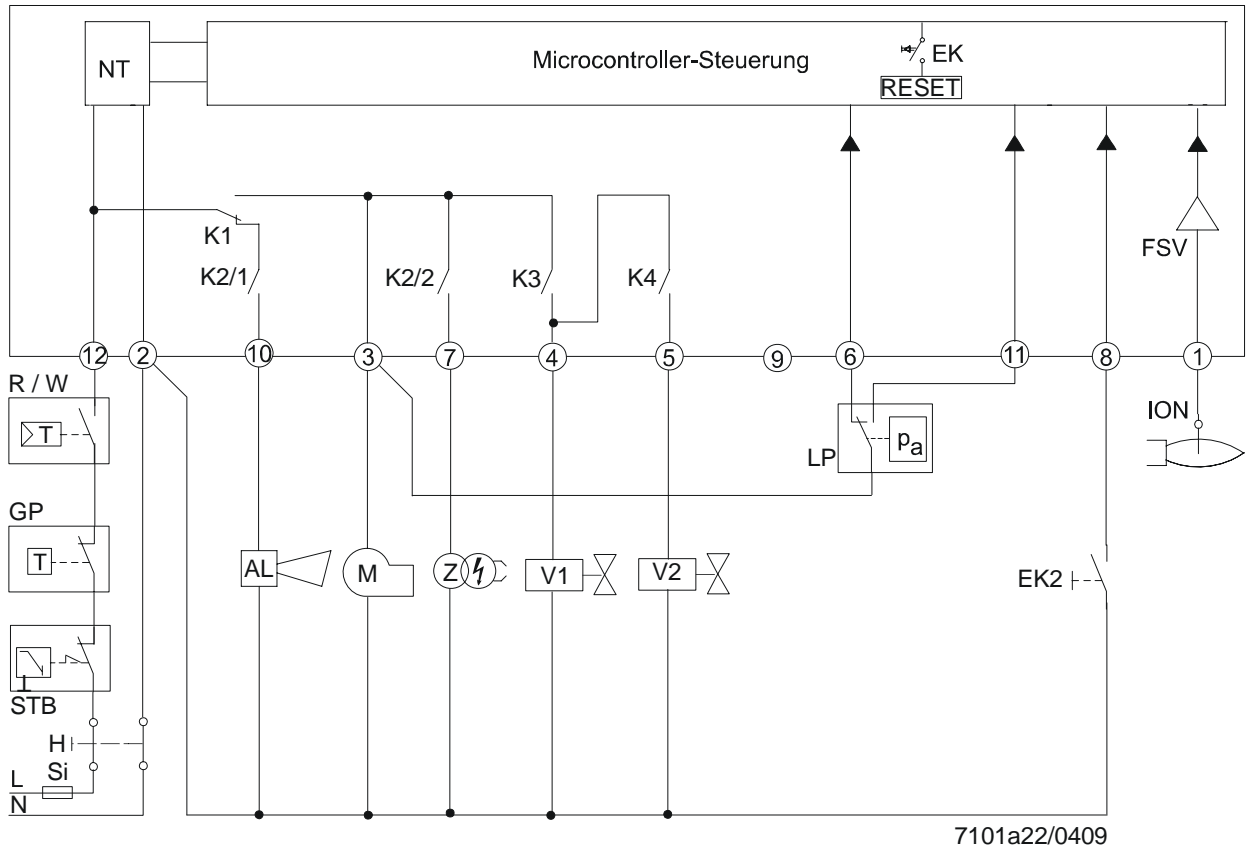 NT
Microcontroller-Steuerung
EK
RESET
FSV
K1
K2/1
K2/2
K3
K4
12
2
10
3
7
4
5
9
6
11
8
1
R / W
T
LP
pa
ION
GP
T
AL
M
Z
V1
V2
EK2
STB
H
Si
L
N
7101a22/0409